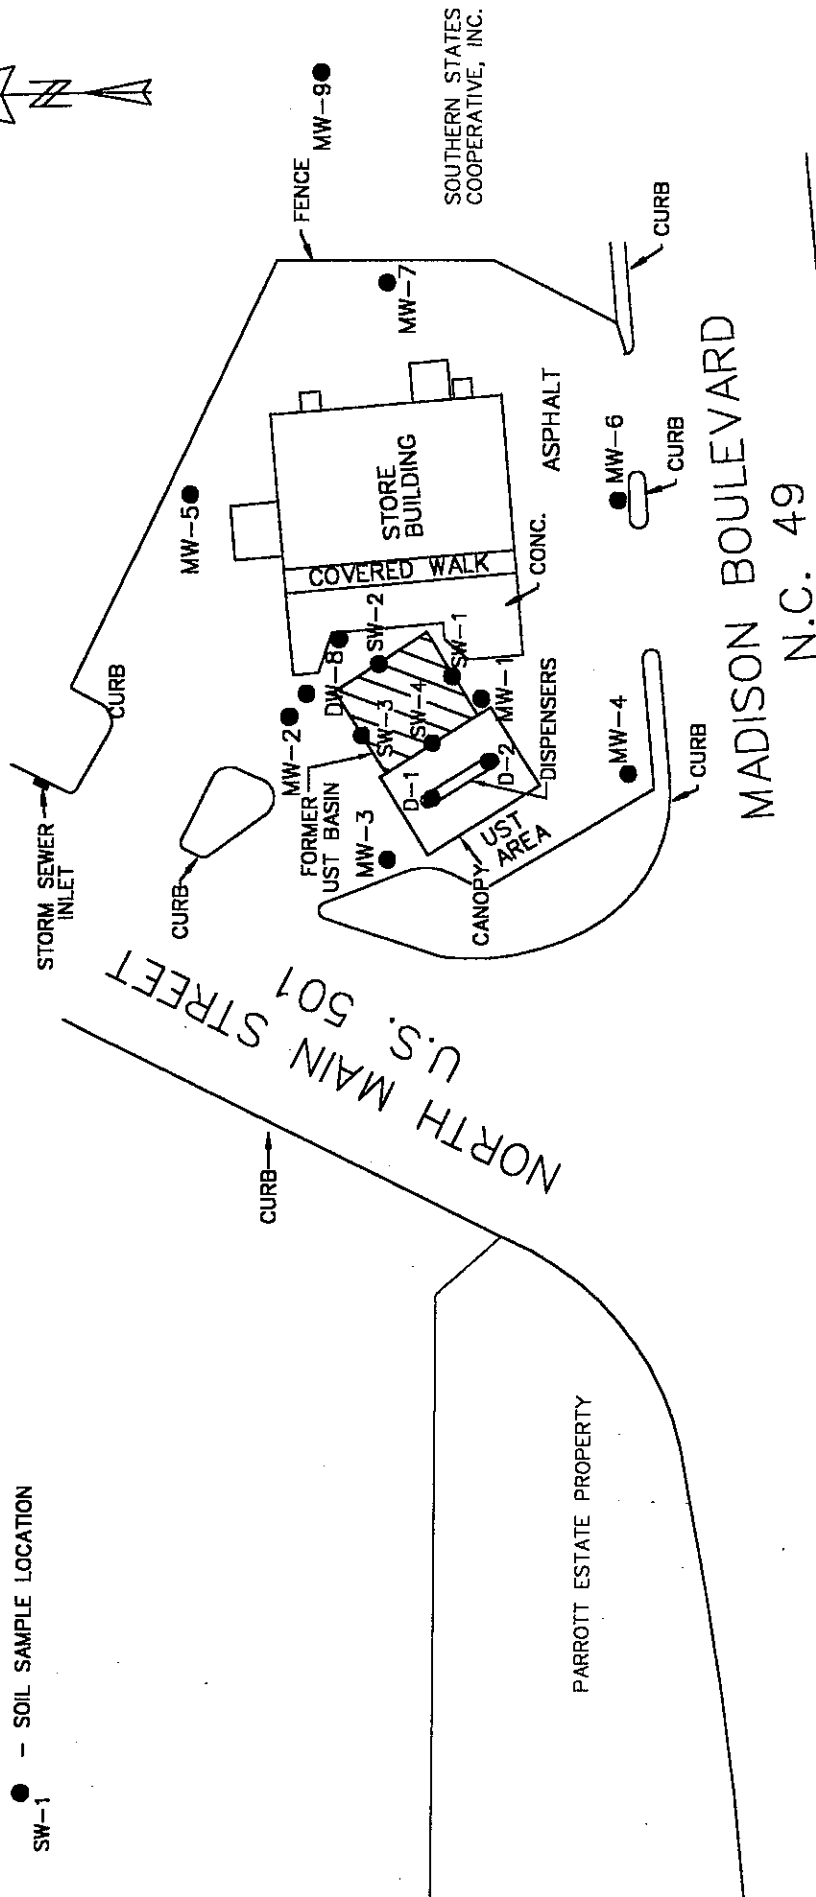 SW-1 - SOIL SAMPLE LOCATION
N
STORM SEWER
INLET
CURB
CURB
CURB
NORTH MAIN STREET
U.S. 501
FENCE
MW-9
SOUTHERN STATES
COOPERATIVE, INC.
MW-5
MW-7
MW-2
DW-8
SW-2
SW-3
SW-4
SW-1
MW-1
FORMER
UST BASIN
MW-3
D-1
D-2
DISPENSERS
CANOPY
UST
AREA
COVERED WALK
STORE
BUILDING
CONC.
ASPHALT
MW-4
MW-6
CURB
CURB
CURB
MADISON BOULEVARD
N.C. 49
PARROTT ESTATE PROPERTY